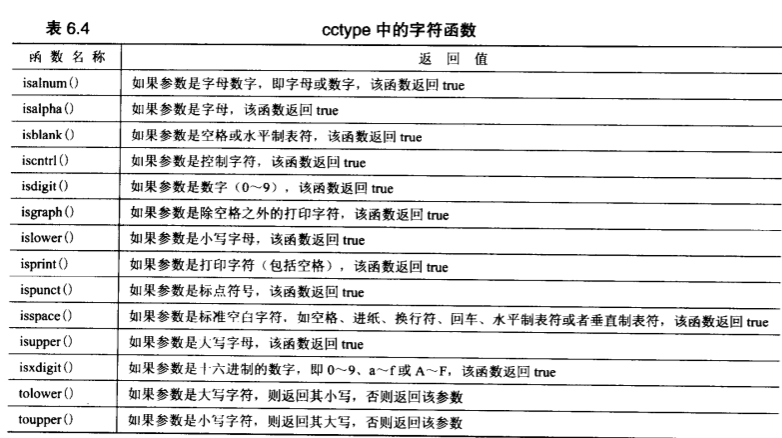 表 6.4 cctype 中的字符函数
函数名称 返回值
isalnum() 如果参数是字母数字，即字母或数字，该函数返回 true
isalpha() 如果参数是字母，该函数返回 true
isblank() 如果参数是空格或水平制表符，该函数返回 true
iscntrl() 如果参数是控制字符，该函数返回 true
isdigit() 如果参数是数字（0～9），该函数返回 true
isgraph() 如果参数是除空格之外的打印字符，该函数返回 true
islower() 如果参数是小写字母，该函数返回 true
isprint() 如果参数是打印字符（包括空格），该函数返回 true
ispunct() 如果参数是标点符号，该函数返回 true
isspace() 如果参数是标准空白字符，如空格、进纸、换行符、回车、水平制表符或者垂直制表符，该函数返回 true
isupper() 如果参数是大写字母，该函数返回 true
isxdigit() 如果参数是十六进制的数字，即 0～9、a～f 或 A～F，该函数返回 true
tolower() 如果参数是大写字符，则返回其小写，否则返回该参数
toupper() 如果参数是小写字符，则返回其大写，否则返回该参数